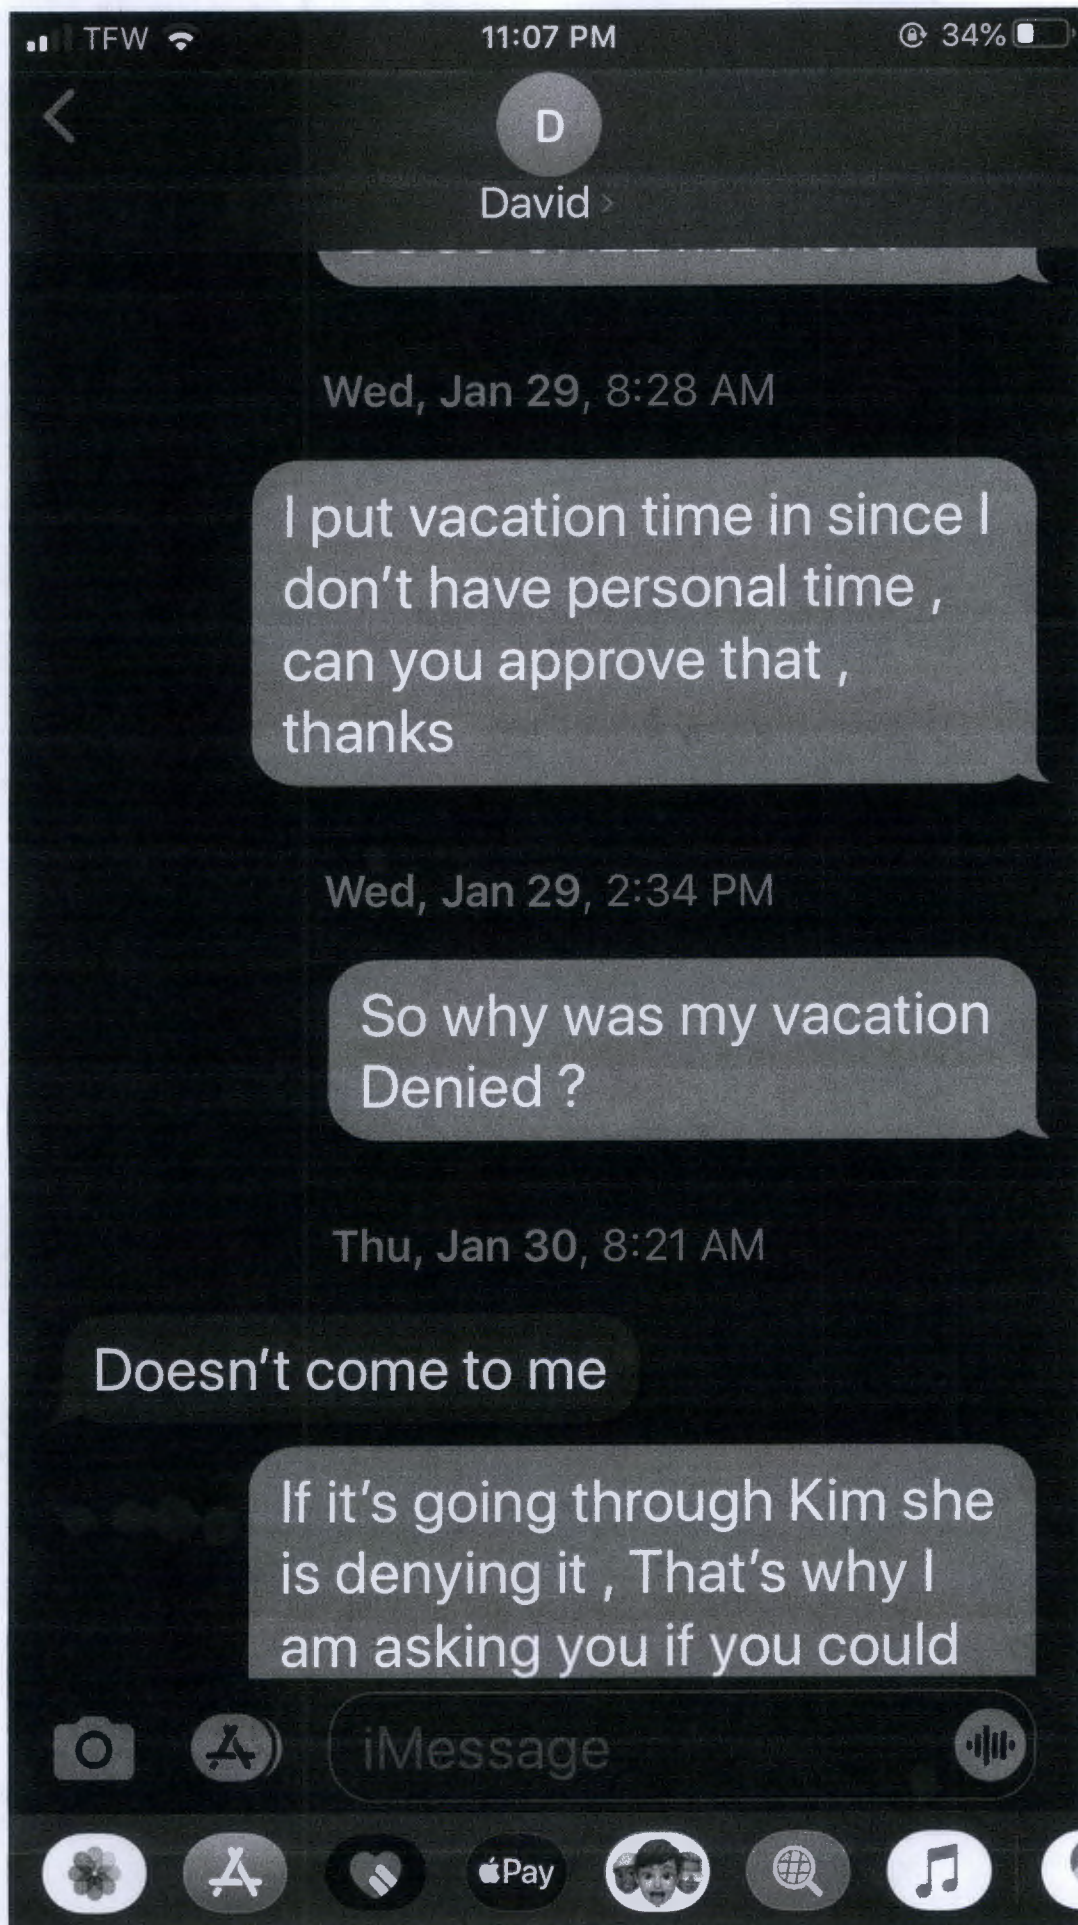 TFW 11:07 PM 34%
D
David
Wed, Jan 29, 8:28 AM
I put vacation time in since I
don't have personal time ,
can you approve that ,
thanks
Wed, Jan 29, 2:34 PM
So why was my vacation
Denied ?
Thu, Jan 30, 8:21 AM
Doesn't come to me
If it's going through Kim she
is denying it , That's why I
am asking you if you could
iMessage
Pay